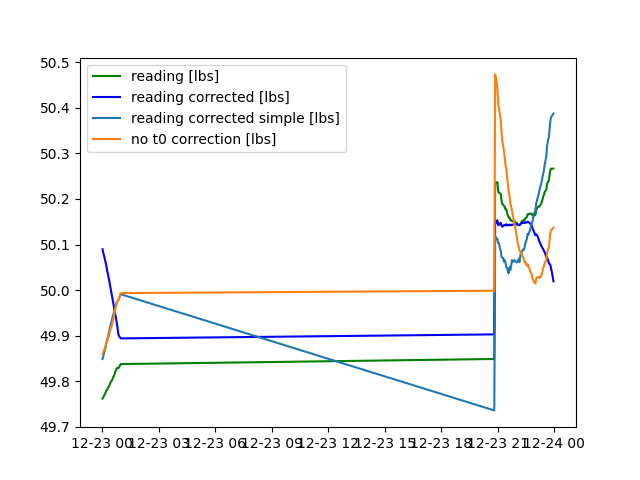 50.5
50.4
50.3
50.2
50.1
50.0
49.9
49.8
49.7
reading [lbs]
reading corrected [lbs]
reading corrected simple [lbs]
no t0 correction [lbs]
12-23 00 12-23 03 12-23 06 12-23 09 12-23 12 12-23 15 12-23 18 12-23 21 12-24 00